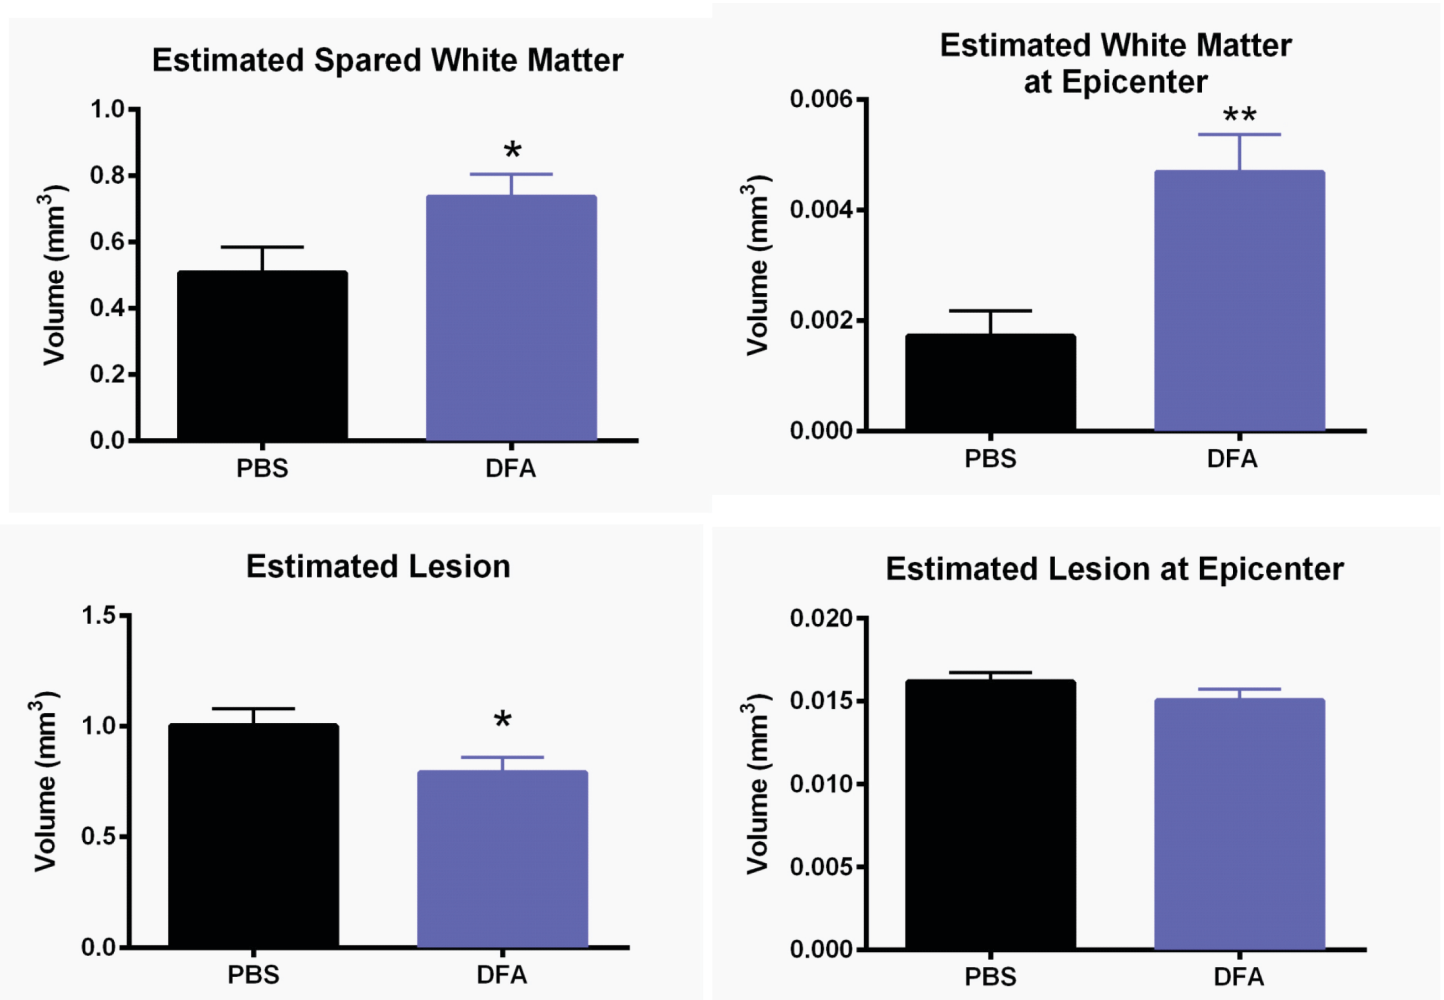 Estimated Spared White Matter
1.0
0.8
0.6
0.4
0.2
0.0
Volume (mm³)
*
PBS
DFA
Estimated White Matter
at Epicenter
0.006
0.004
0.002
0.000
Volume (mm³)
**
PBS
DFA
Estimated Lesion
1.5
1.0
0.5
0.0
Volume (mm³)
*
PBS
DFA
Estimated Lesion at Epicenter
0.020
0.015
0.010
0.005
0.000
Volume (mm³)
PBS
DFA